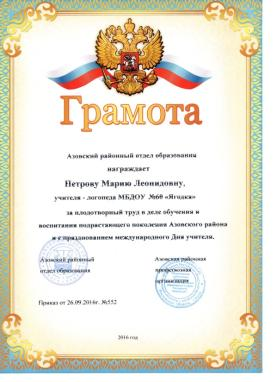 Грамота
Азовский районный отдел образования
награждает
Петрову Марию Леонидовну,
учителя - логопеда МБДОУ №60 «Ягодка»
за плодотворный труд в деле обучения и
воспитания подрастающего поколения Азовского района
и с празднованием международного Дня учителя.
Азовский районный
отдел образования
Азовская районная
профсоюзная
организация
Приказ от 26.09.2016г. №552
2016 год